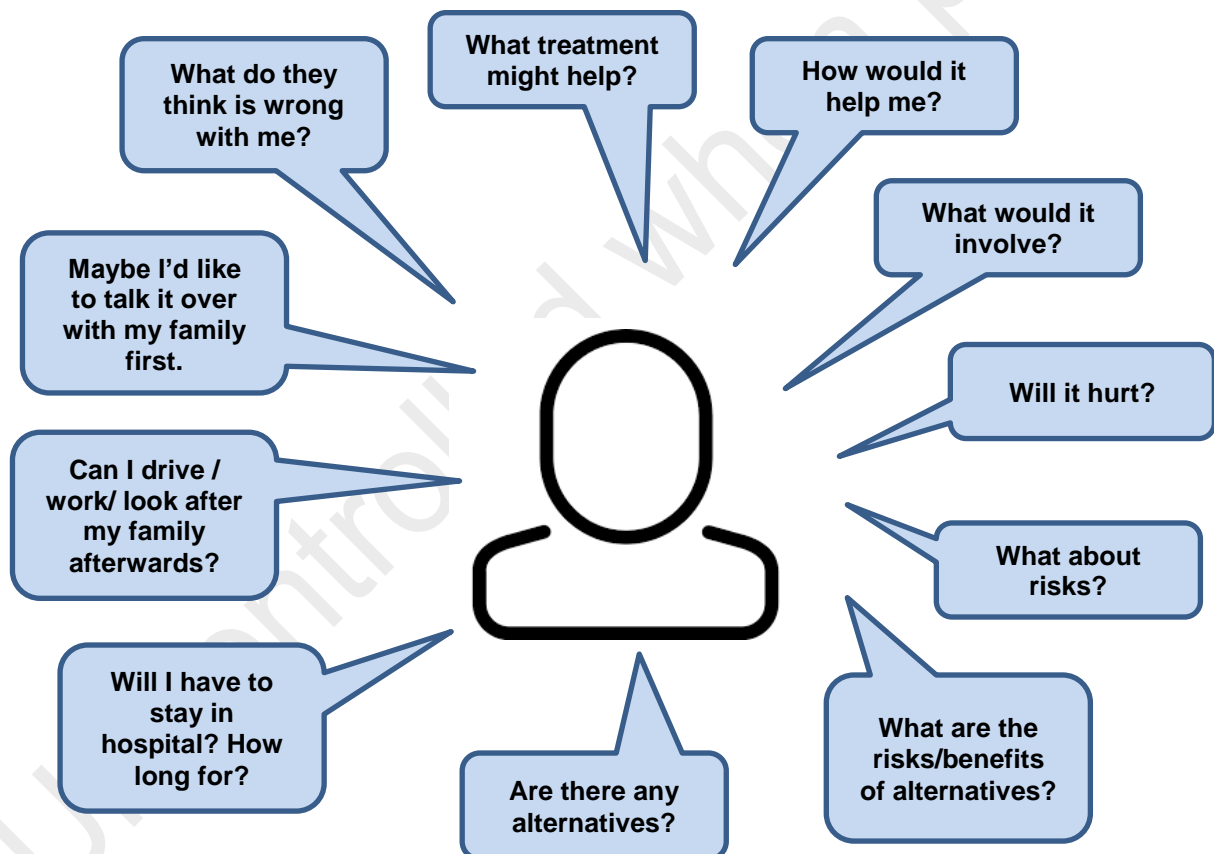 What do they
think is wrong
with me?
What treatment
might help?
How would it
help me?
What would it
involve?
Will it hurt?
What about
risks?
What are the
risks/benefits
of alternatives?
Are there any
alternatives?
Will I have to
stay in
hospital? How
long for?
Can I drive /
work/ look after
my family
afterwards?
Maybe I’d like
to talk it over
with my family
first.